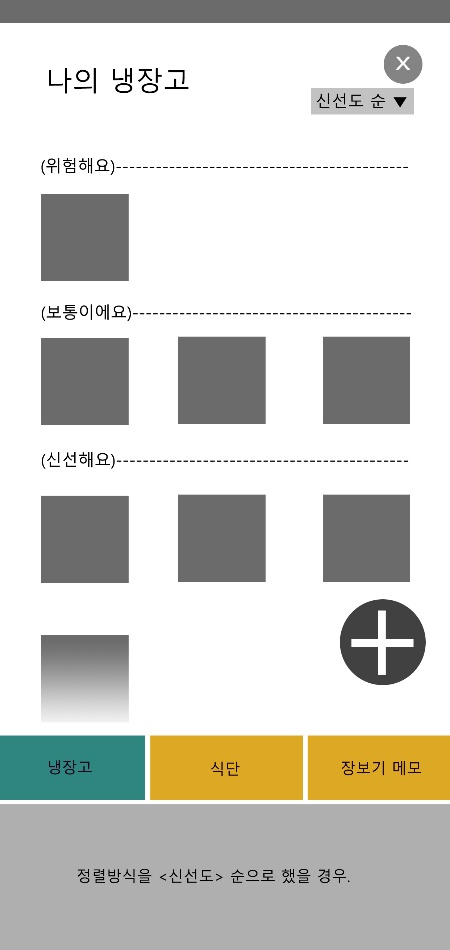 나의 냉장고
x
신선도 순 ▼
(위험해요)-----------------------------------
(보통이에요)----------------------------------
(신선해요)-----------------------------------
냉장고
식단
장보기 메모
정렬방식을 <신선도> 순으로 했을 경우.